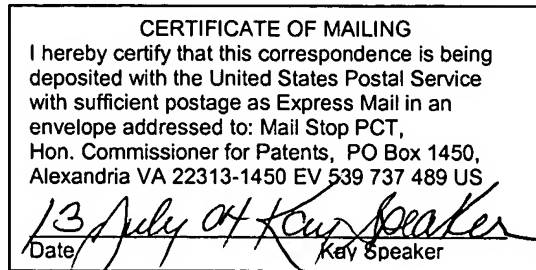 CERTIFICATE OF MAILING
I hereby certify that this correspondence is being
deposited with the United States Postal Service
with sufficient postage as Express Mail in an
envelope addressed to: Mail Stop PCT,
Hon. Commissioner for Patents, PO Box 1450,
Alexandria VA 22313-1450 EV 539 737 489 US
13 July 04 Kay Speaker
Date Kay Speaker